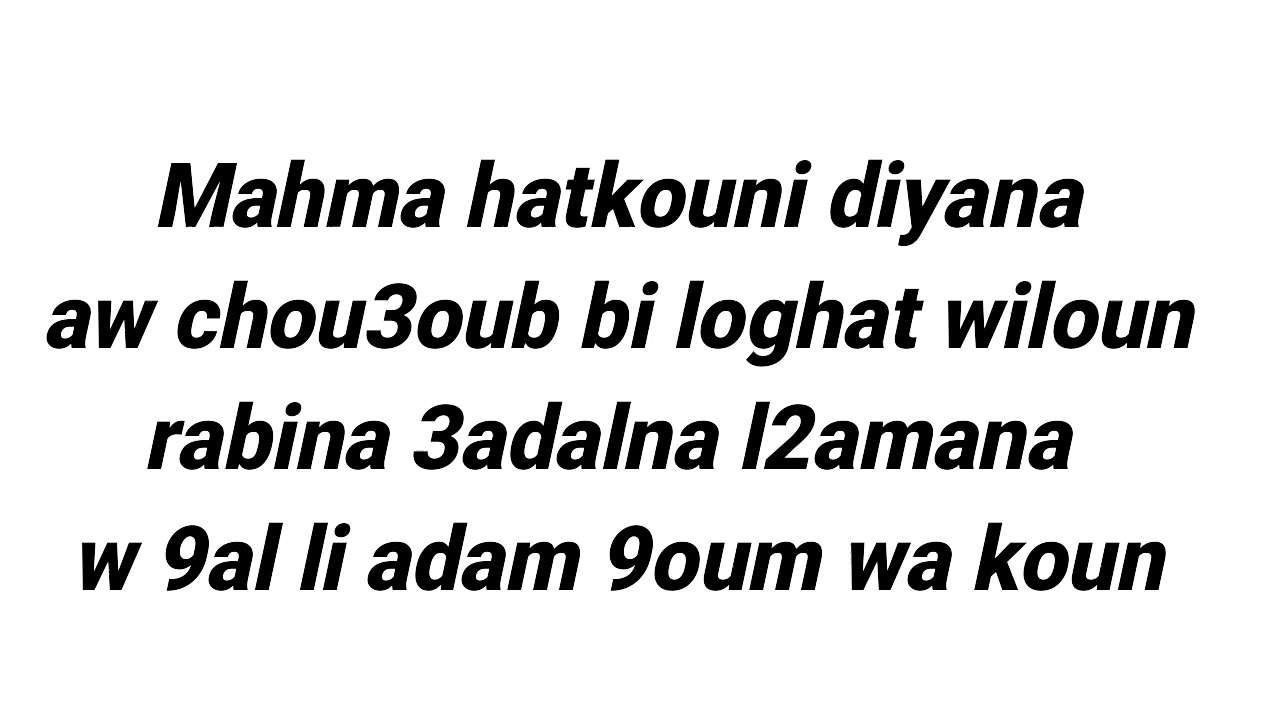 Mahma hatkouni diyana
aw chou3oub bi loghat wiloun
rabina 3adalna l2amana
w 9al li adam 9oum wa koun